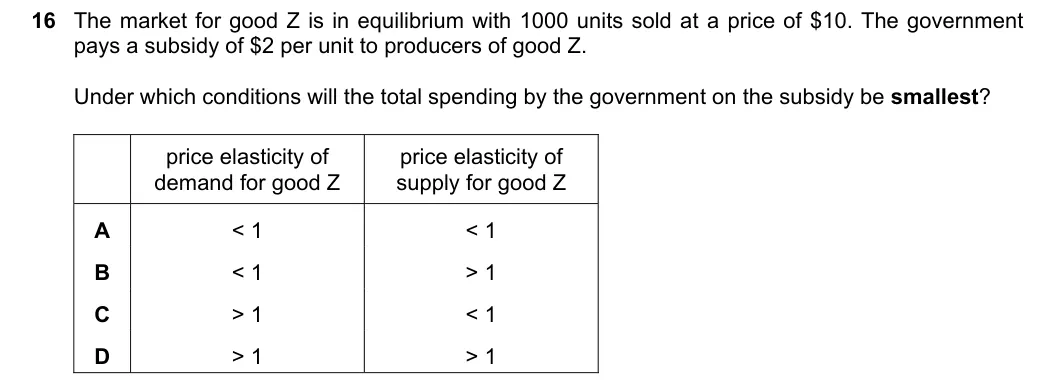 16 The market for good Z is in equilibrium with 1000 units sold at a price of $10. The government
pays a subsidy of $2 per unit to producers of good Z.
Under which conditions will the total spending by the government on the subsidy be smallest?
price elasticity of
demand for good Z
price elasticity of
supply for good Z
A < 1 < 1
B < 1 > 1
C > 1 < 1
D > 1 > 1